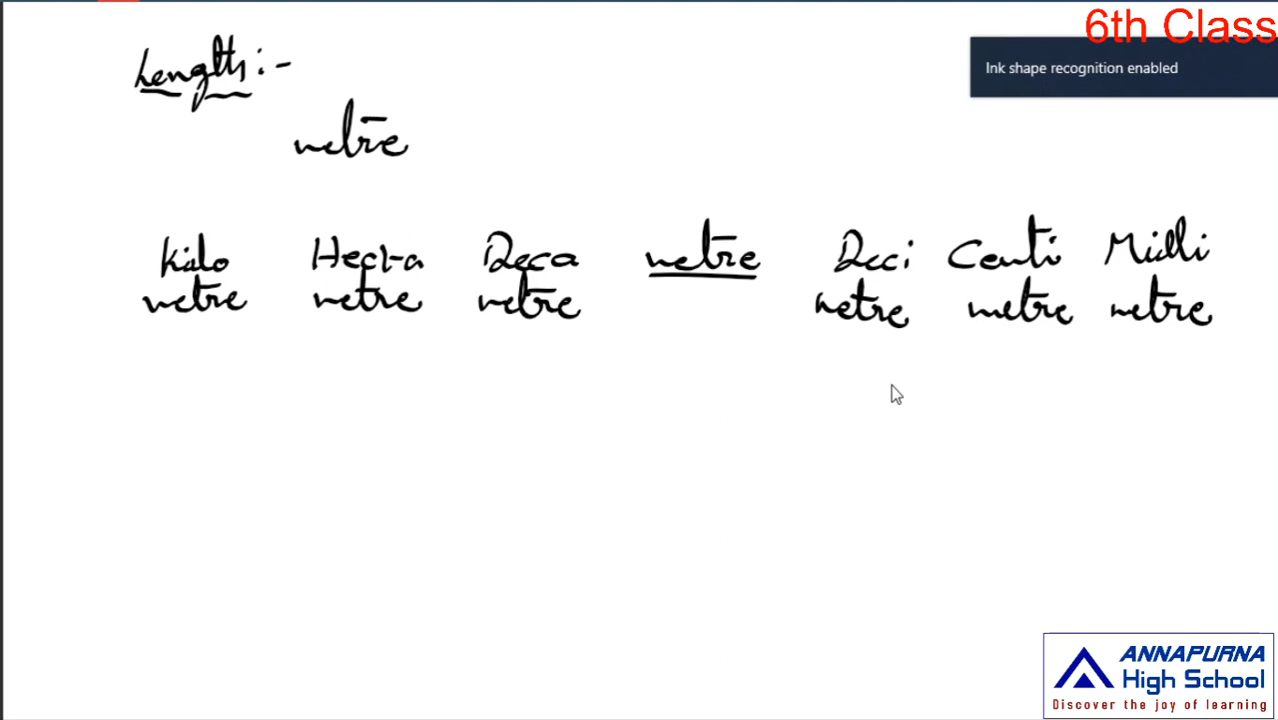 6th Class
Ink shape recognition enabled
Length:-
metre
Kilo Hect-a Deca metre Deci Centi Milli
metre metre metre metre metre metre
ANNAPURNA
High School
Discover the joy of learning